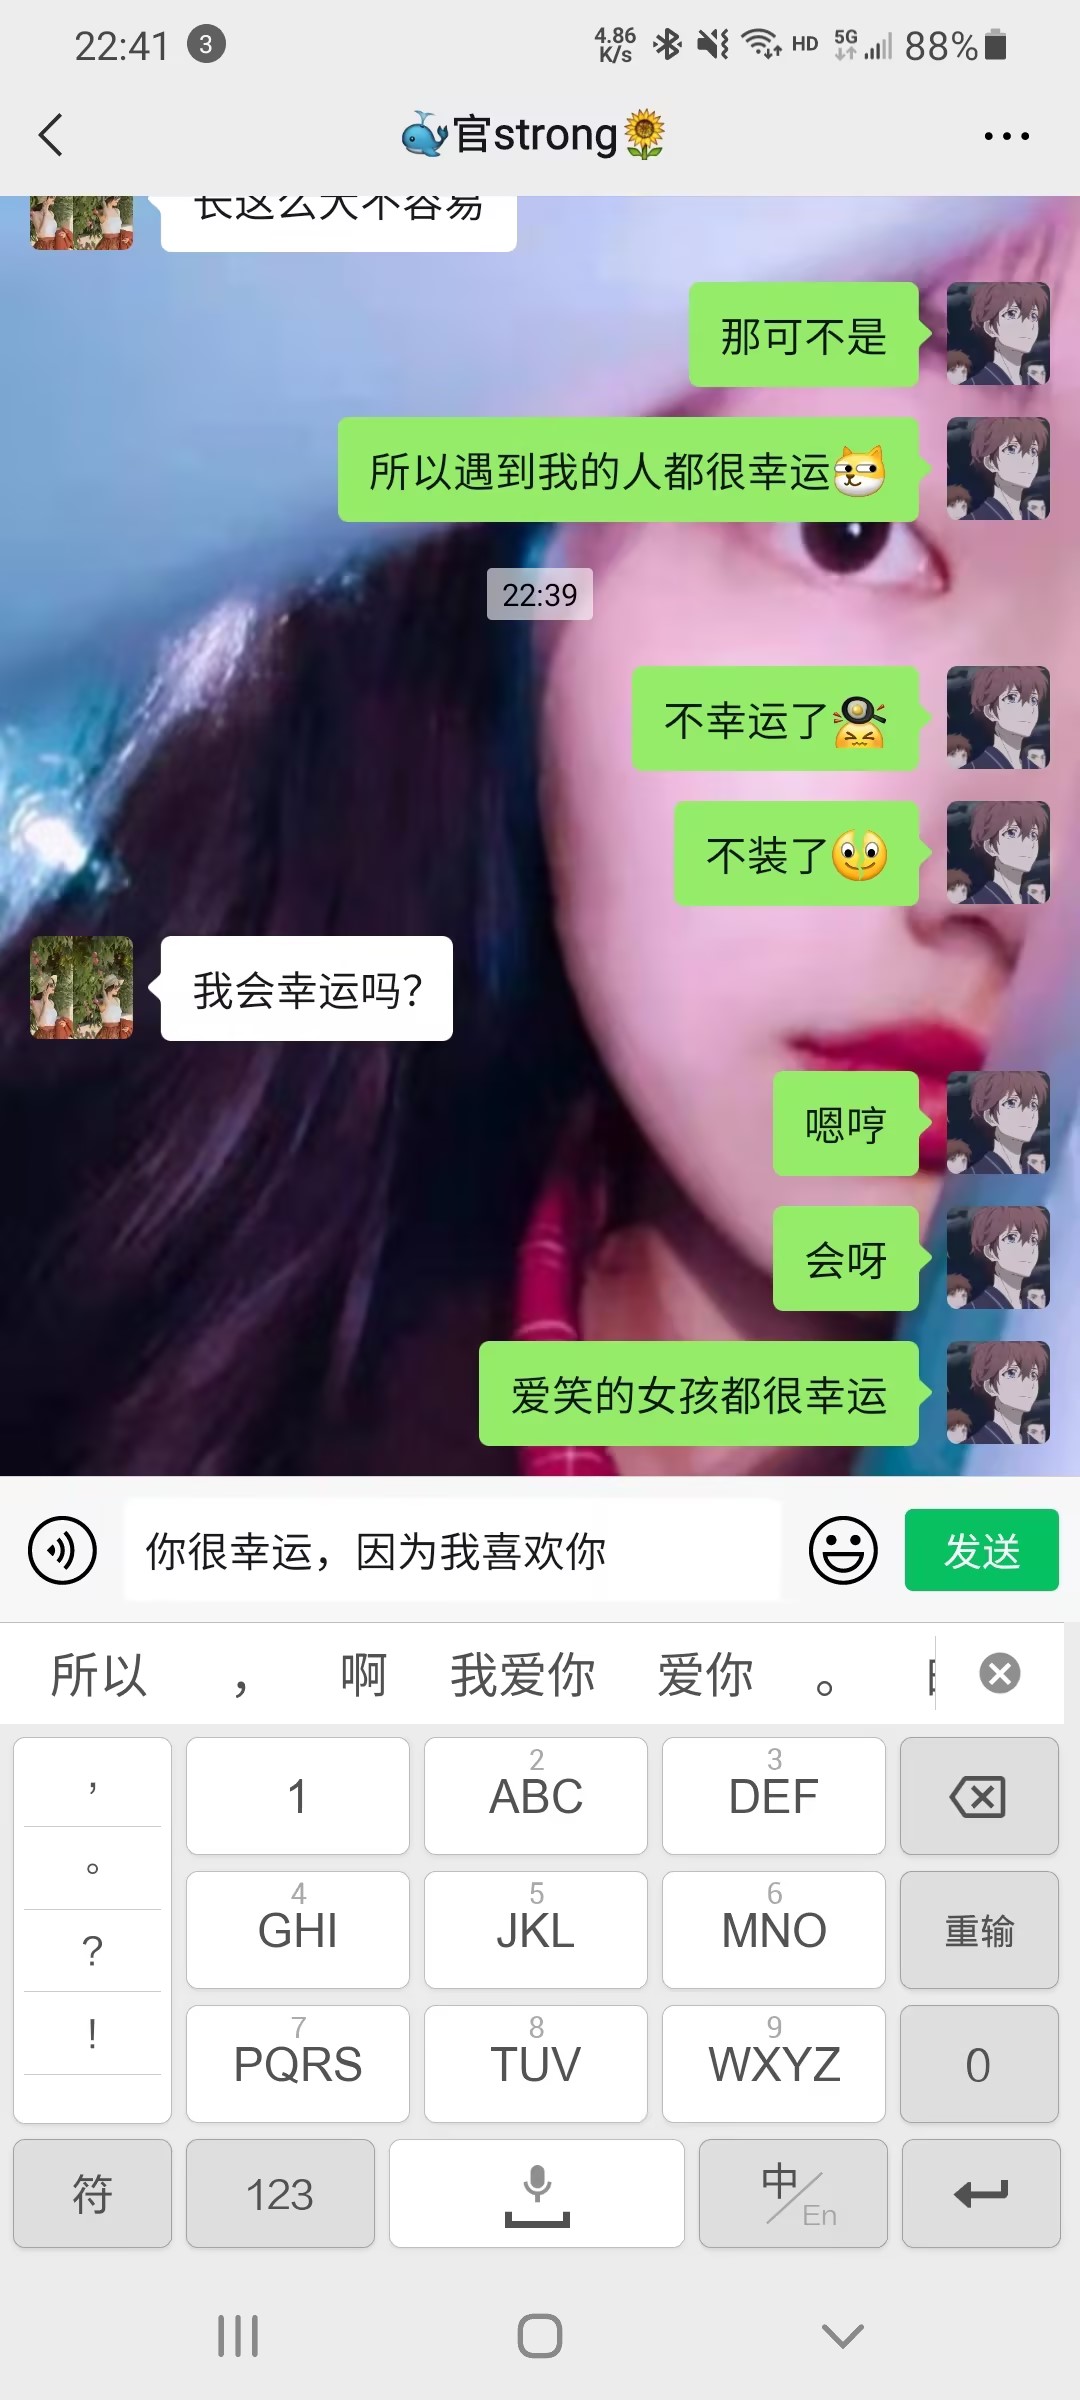 22:41 3 4.86 K/s HD 5G 88%
🐳官strong🌻
长这么大不容易
那可不是
所以遇到我的人都很幸运
22:39
不幸运了
不装了
我会幸运吗？
嗯哼
会呀
爱笑的女孩都很幸运
你很幸运，因为我喜欢你
发送
所以 ， 啊 我爱你 爱你 。
，
。
?
!
1
2 ABC
3 DEF
4 GHI
5 JKL
6 MNO
重输
7 PQRS
8 TUV
9 WXYZ
0
符
123
中/En